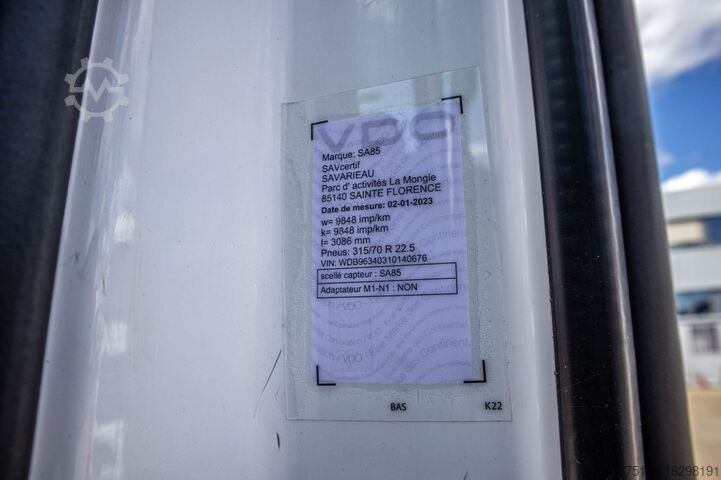 VDO
Marque: SA85
SAVcertif
SAVARIEAU
Parc d' activités La Mongie
85140 SAINTE FLORENCE
Date de mesure: 02-01-2023
w= 9848 imp/km
k= 9848 imp/km
l= 3086 mm
Pneus: 315/70 R 22.5
VIN: WDB96340310140676
scellé capteur : SA85
Adaptateur M1-N1 : NON
BAS K22
19298191